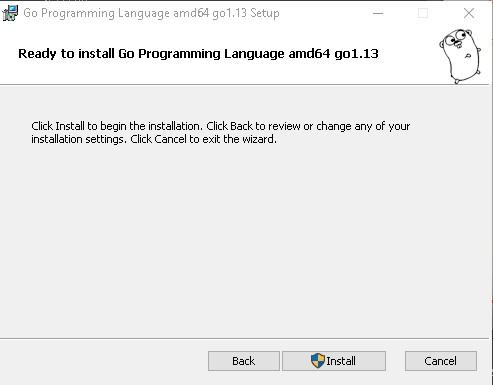 Go Programming Language amd64 go1.13 Setup
Ready to install Go Programming Language amd64 go1.13
Click Install to begin the installation. Click Back to review or change any of your
installation settings. Click Cancel to exit the wizard.
Back
Install
Cancel